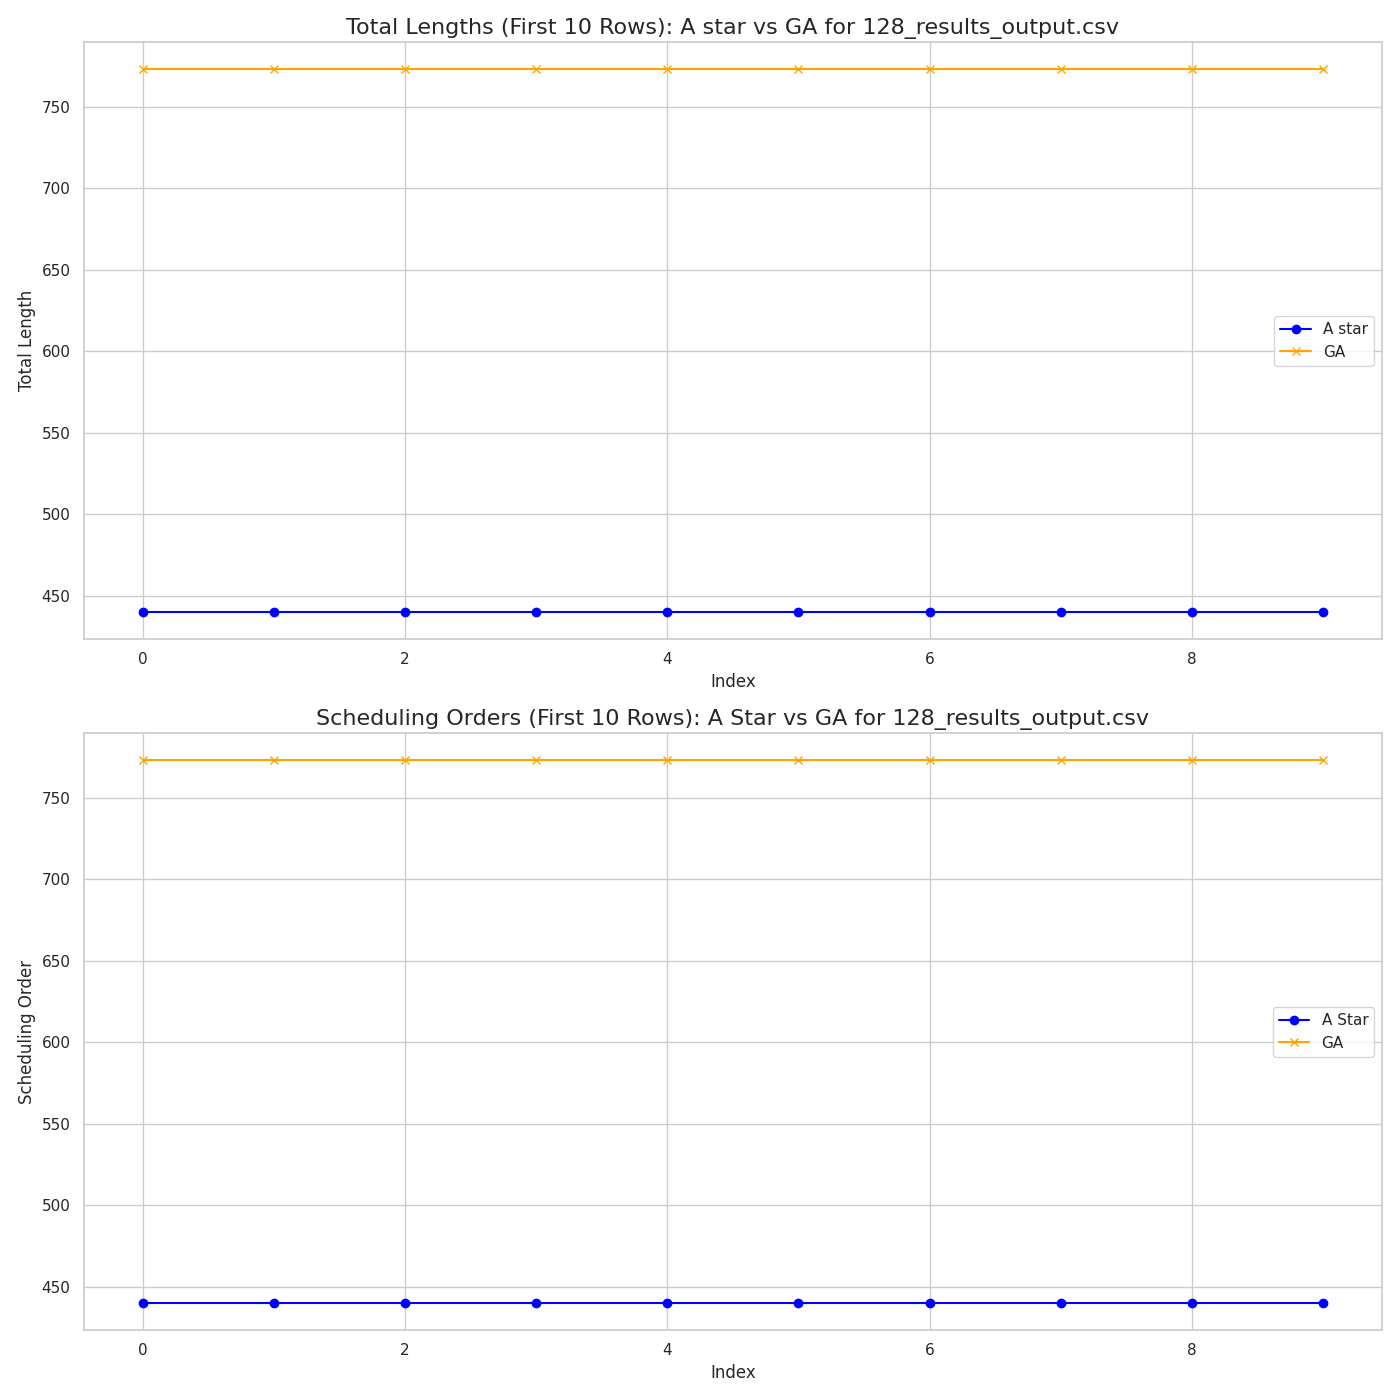 Total Lengths (First 10 Rows): A star vs GA for 128_results_output.csv
750
700
650
600
550
500
450
Total Length
A star
GA
0 2 4 6 8
Index
Scheduling Orders (First 10 Rows): A Star vs GA for 128_results_output.csv
750
700
650
600
550
500
450
Scheduling Order
A Star
GA
0 2 4 6 8
Index